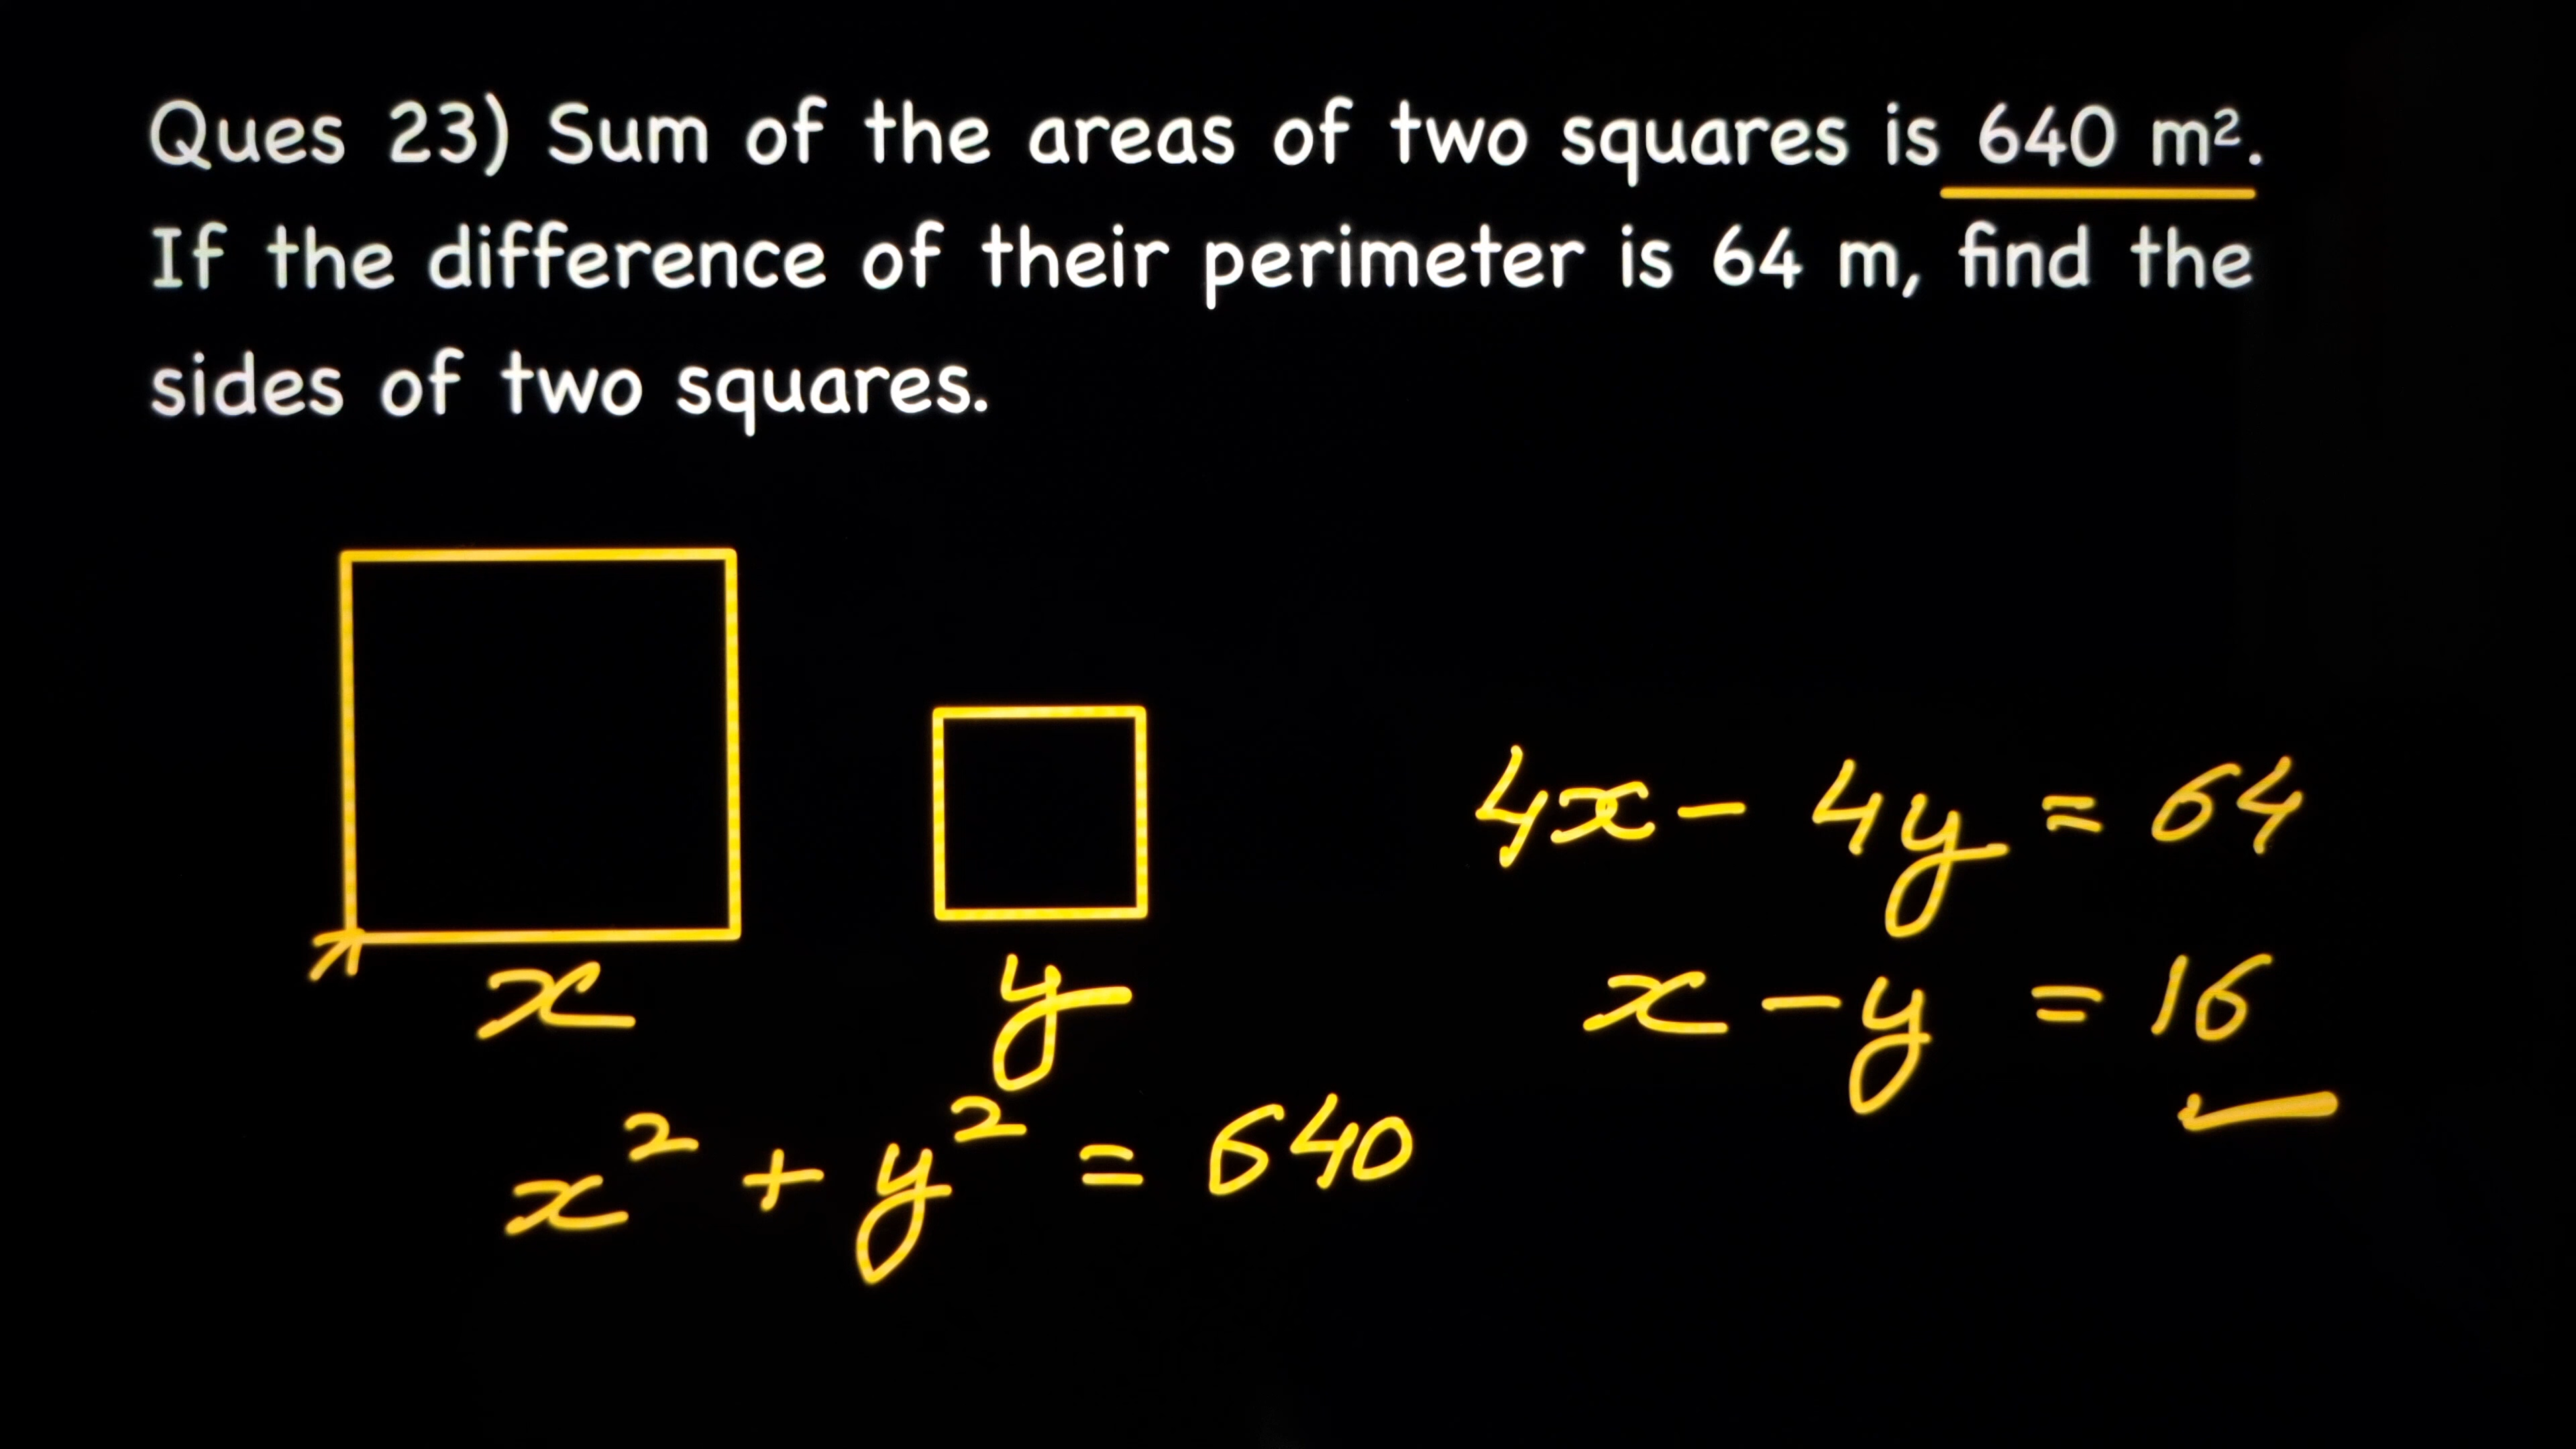 Ques 23) Sum of the areas of two squares is 640 m².
If the difference of their perimeter is 64 m, find the
sides of two squares.
4x - 4y = 64
x y
x - y = 16
x² + y² = 640